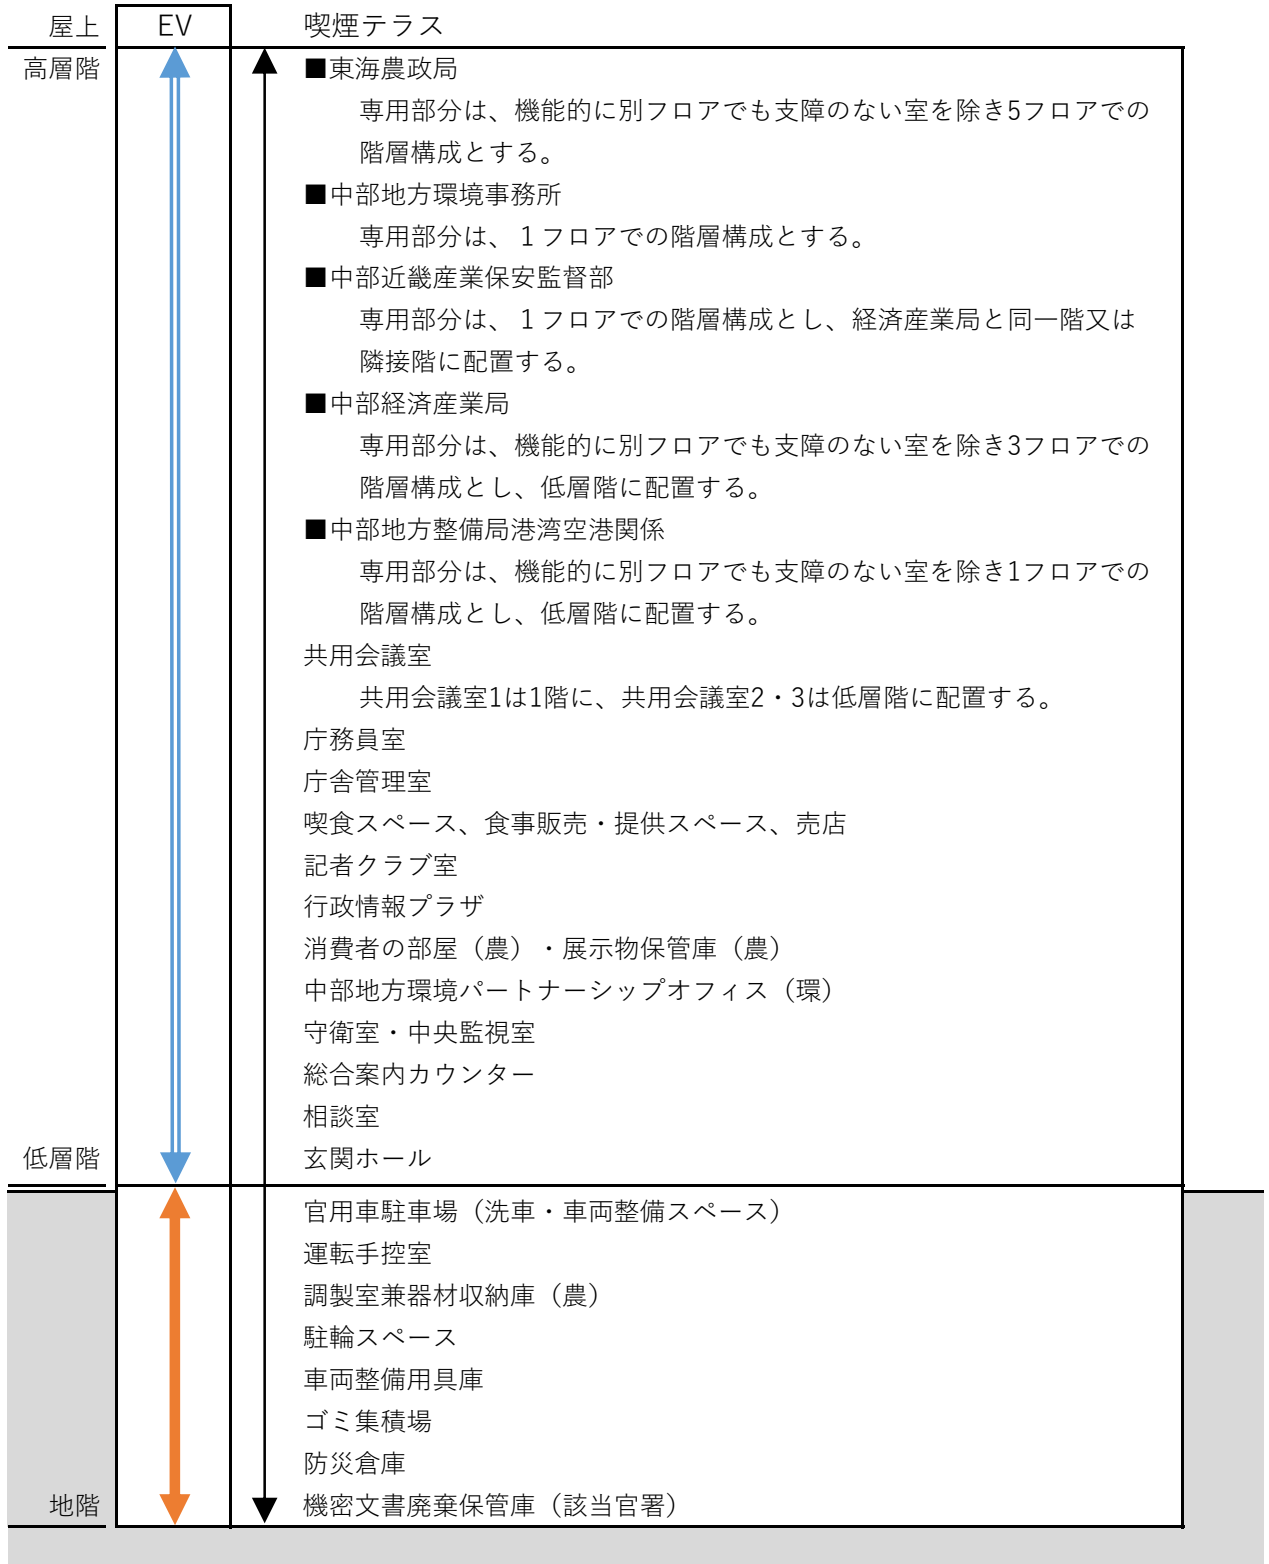 屋上 EV 喫煙テラス
高層階 ■東海農政局
専用部分は、機能的に別フロアでも支障のない室を除き5フロアでの
階層構成とする。
■中部地方環境事務所
専用部分は、１フロアでの階層構成とする。
■中部近畿産業保安監督部
専用部分は、１フロアでの階層構成とし、経済産業局と同一階又は
隣接階に配置する。
■中部経済産業局
専用部分は、機能的に別フロアでも支障のない室を除き3フロアでの
階層構成とし、低層階に配置する。
■中部地方整備局港湾空港関係
専用部分は、機能的に別フロアでも支障のない室を除き1フロアでの
階層構成とし、低層階に配置する。
共用会議室
共用会議室1は1階に、共用会議室2・3は低層階に配置する。
庁務員室
庁舎管理室
喫食スペース、食事販売・提供スペース、売店
記者クラブ室
行政情報プラザ
消費者の部屋（農）・展示物保管庫（農）
中部地方環境パートナーシップオフィス（環）
守衛室・中央監視室
総合案内カウンター
相談室
低層階 玄関ホール
官用車駐車場（洗車・車両整備スペース）
運転手控室
調製室兼器材収納庫（農）
駐輪スペース
車両整備用具庫
ゴミ集積場
防災倉庫
地階 機密文書廃棄保管庫（該当官署）